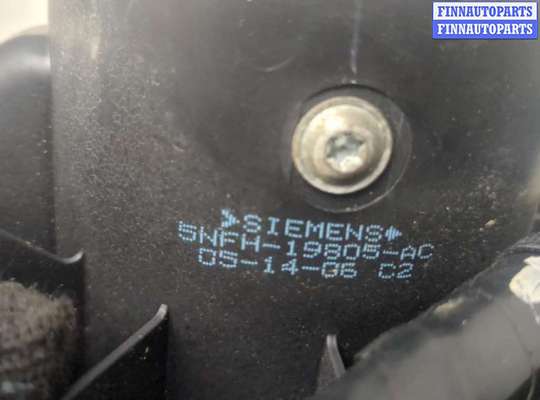 FINNAUTOPARTS
FINNAUTOPARTS
SIEMENS
5NFH-19805-AC
05-14-06 C2